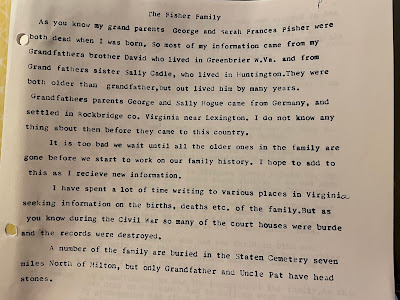 The Fisher Family
As you know my grand parents George and Sarah Frances Fisher were
both dead when I was born. So most of my information came from my
Grandfathers brother David who lived in Greenbrier W.Va. and from
Grand fathers sister Sally Cadle, who lived in Huntington.They were
both older than grandfather,but out lived him by many years.
Grandfathers parents George and Sally Hogue came from Germany, and
settled in Rockbridge co. Virginia near Lexington. I do not know any
thing about them before they came to this country.
It is too bad we wait until all the older ones in the family are
gone before we start to work on our family history. I hope to add to
this as I recieve new information.
I have spent a lot of time writing to various places in Virginia
seeking information on the births, deaths etc. of the family.But as
you know during the Civil War so many of the court houses were burde
and the records were destroyed.
A number of the family are buried in the Staten Cemetery seven
miles North of Milton, but only Grandfather and Uncle Pat have head
stones.